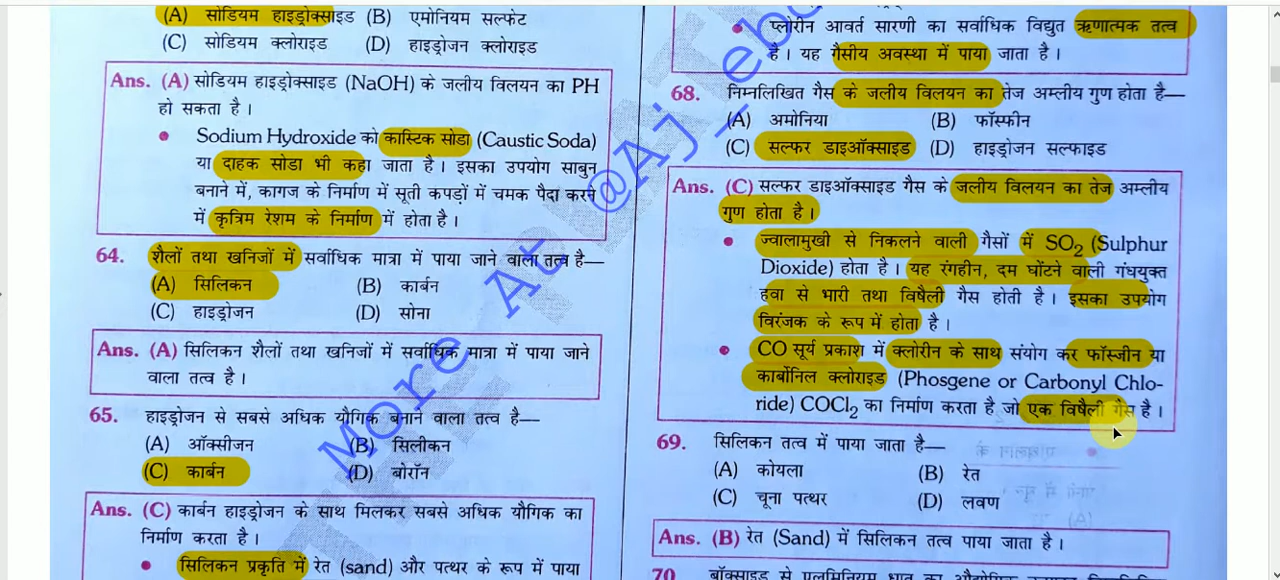 (A) सोडियम हाइड्रोक्साइड (B) एमोनियम सल्फेट
(C) सोडियम क्लोराइड (D) हाइड्रोजन क्लोराइड
Ans. (A) सोडियम हाइड्रोक्साइड (NaOH) के जलीय विलयन का PH
हो सकता है।
● Sodium Hydroxide को कास्टिक सोडा (Caustic Soda)
या दाहक सोडा भी कहा जाता है। इसका उपयोग साबुन
बनाने में, कागज के निर्माण में सूती कपड़ों में चमक पैदा करने
में कृत्रिम रेशम के निर्माण में होता है।
64. शैलों तथा खनिजों में सर्वाधिक मात्रा में पाया जाने वाला तत्व है—
(A) सिलिकन (B) कार्बन
(C) हाइड्रोजन (D) सोना
Ans. (A) सिलिकन शैलों तथा खनिजों में सर्वाधिक मात्रा में पाया जाने
वाला तत्व है।
65. हाइड्रोजन से सबसे अधिक यौगिक बनाने वाला तत्व है—
(A) ऑक्सीजन (B) सिलीकन
(C) कार्बन (D) बोरॉन
Ans. (C) कार्बन हाइड्रोजन के साथ मिलकर सबसे अधिक यौगिक का
निर्माण करता है।
● सिलिकन प्रकृति में रेत (sand) और पत्थर के रूप में पाया
● फ्लोरीन आवर्त सारणी का सर्वाधिक विद्युत ऋणात्मक तत्व
है। यह गैसीय अवस्था में पाया जाता है।
68. निम्नलिखित गैस के जलीय विलयन का तेज अम्लीय गुण होता है—
(A) अमोनिया (B) फॉस्फीन
(C) सल्फर डाइऑक्साइड (D) हाइड्रोजन सल्फाइड
Ans. (C) सल्फर डाइऑक्साइड गैस के जलीय विलयन का तेज अम्लीय
गुण होता है।
● ज्वालामुखी से निकलने वाली गैसों में SO₂ (Sulphur
Dioxide) होता है। यह रंगहीन, दम घोंटने वाली गंधयुक्त
हवा से भारी तथा विषैली गैस होती है। इसका उपयोग
विरंजक के रूप में होता है।
● CO सूर्य प्रकाश में क्लोरीन के साथ संयोग कर फॉस्जीन या
कार्बोनिल क्लोराइड (Phosgene or Carbonyl Chlo-
ride) COCl₂ का निर्माण करता है जो एक विषैली गैस है।
69. सिलिकन तत्व में पाया जाता है—
(A) कोयला (B) रेत
(C) चूना पत्थर (D) लवण
Ans. (B) रेत (Sand) में सिलिकन तत्व पाया जाता है।
70 बॉक्साइड से एलुमिनियम धातु का
More At @Aj_eb